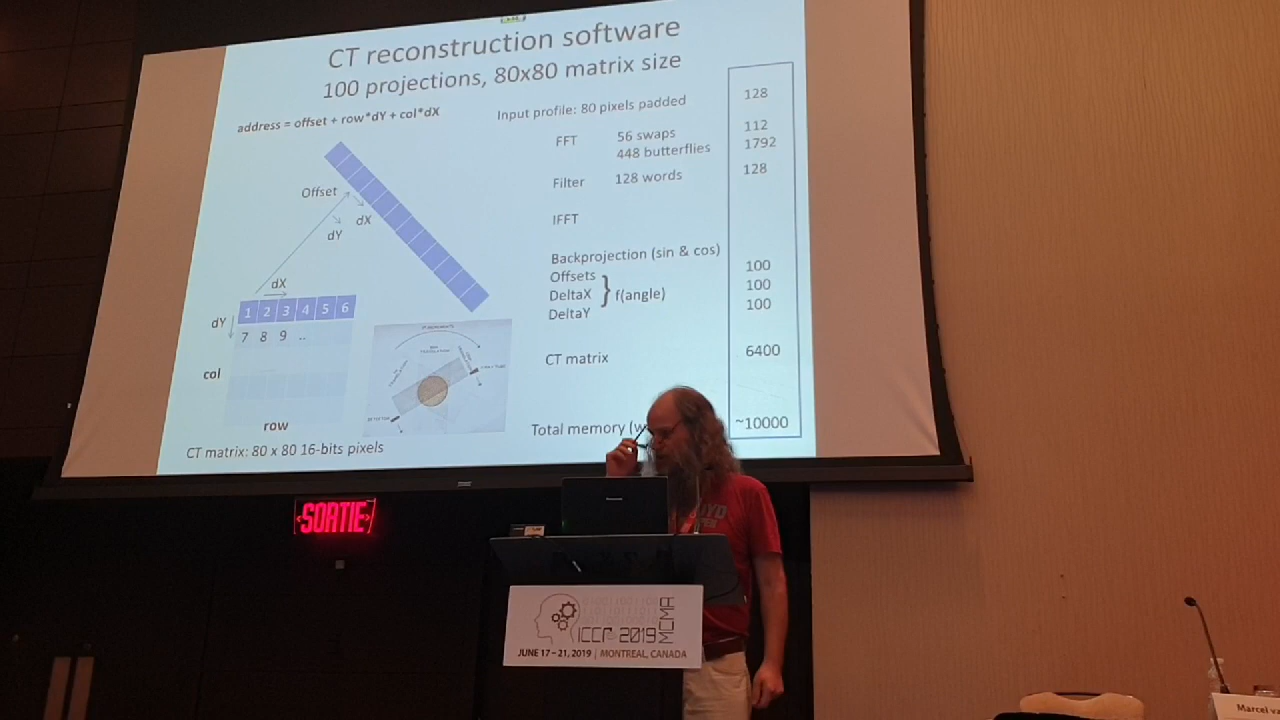 CT reconstruction software
100 projections, 80x80 matrix size
address = offset + row*dY + col*dX
Input profile: 80 pixels padded 128
FFT 56 swaps 112
448 butterflies 1792
Filter 128 words 128
IFFT
Backprojection (sin & cos)
Offsets 100
DeltaX } f(angle) 100
DeltaY 100
CT matrix 6400
Total memory (w ~10000
Offset
dX
dY
dX
dY
1 2 3 4 5 6
7 8 9 ..
col
row
CT matrix: 80 x 80 16-bits pixels
SORTIE
ICCR 2019
MCMA
JUNE 17 – 21, 2019 | MONTREAL, CANADA
Marcel va